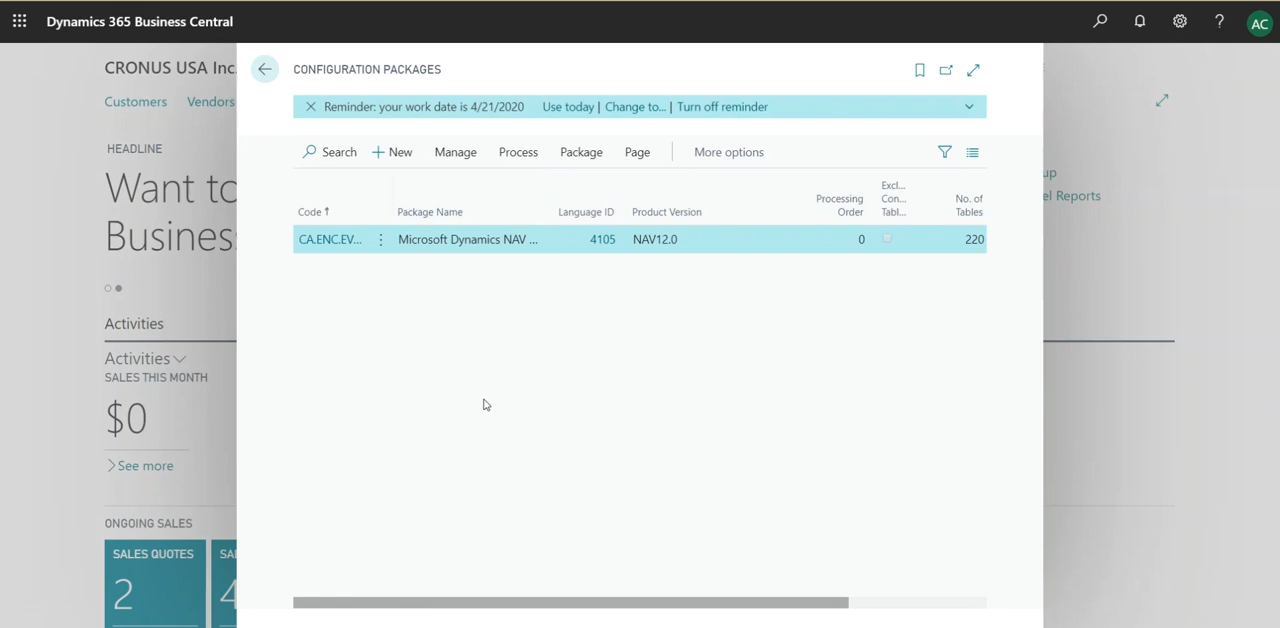 Dynamics 365 Business Central
?
AC
CRONUS USA Inc.
Customers Vendors
CONFIGURATION PACKAGES
Reminder: your work date is 4/21/2020 Use today | Change to... | Turn off reminder
HEADLINE
Search + New Manage Process Package Page More options
Want to
Business
up
el Reports
Code ↑ Package Name Language ID Product Version Processing Order Excl... Con... Tabl... No. of Tables
CA.ENC.EV... Microsoft Dynamics NAV ... 4105 NAV12.0 0 220
Activities
Activities
SALES THIS MONTH
$0
>See more
ONGOING SALES
SALES QUOTES SAL
2 4